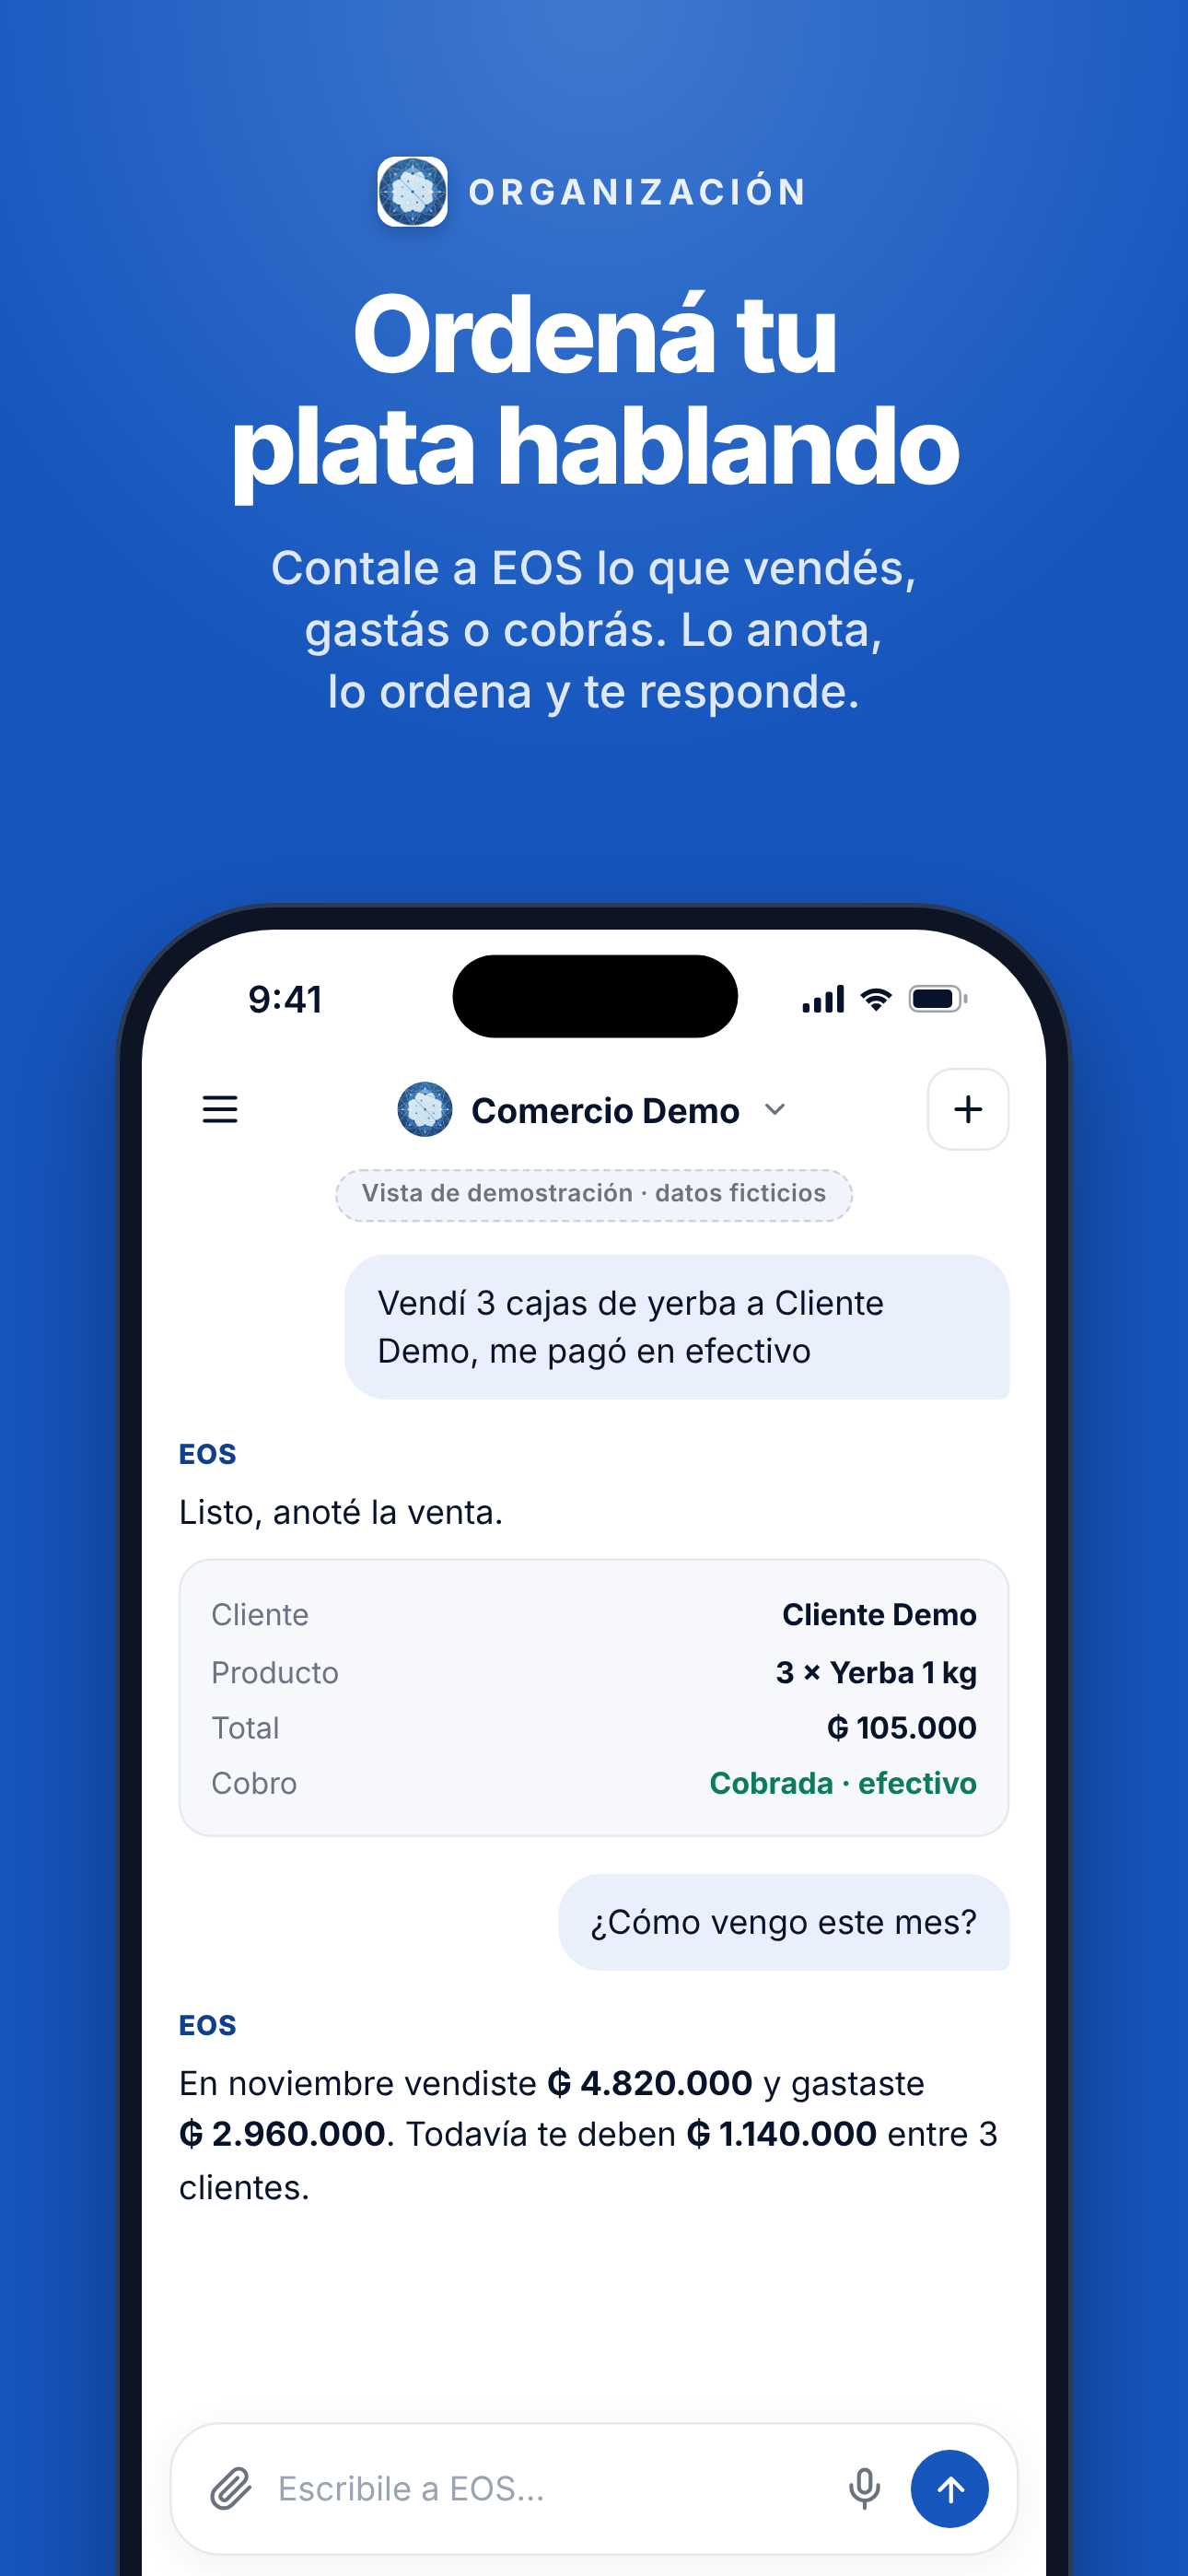 ORGANIZACIÓN
Ordená tu
plata hablando
Contale a EOS lo que vendés,
gastás o cobrás. Lo anota,
lo ordena y te responde.
9:41
Comercio Demo
Vista de demostración · datos ficticios
Vendí 3 cajas de yerba a Cliente
Demo, me pagó en efectivo
EOS
Listo, anoté la venta.
Cliente Cliente Demo
Producto 3 × Yerba 1 kg
Total ₲ 105.000
Cobro Cobrada · efectivo
¿Cómo vengo este mes?
EOS
En noviembre vendiste ₲ 4.820.000 y gastaste
₲ 2.960.000. Todavía te deben ₲ 1.140.000 entre 3
clientes.
Escribile a EOS...